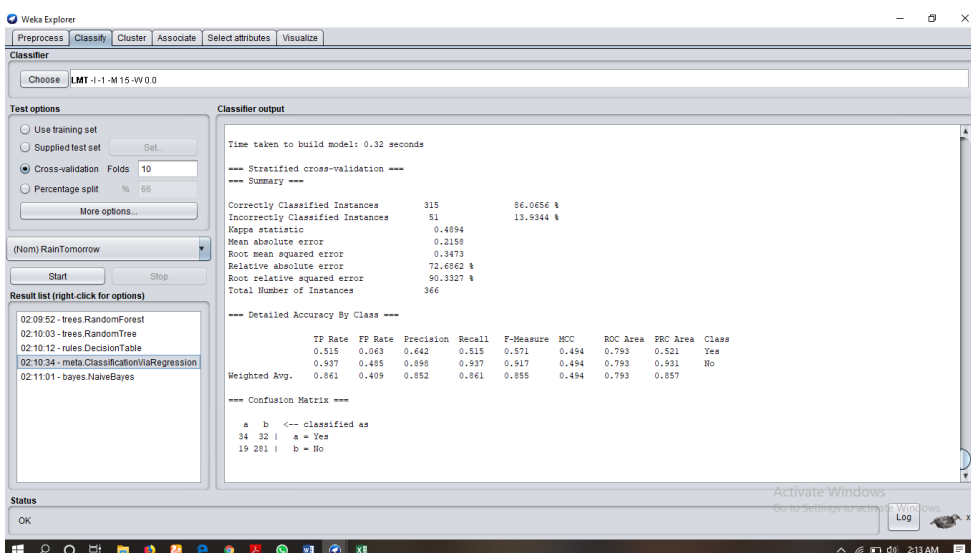 Weka Explorer
Preprocess Classify Cluster Associate Select attributes Visualize
Classifier
Choose LMT -I -1 -M 15 -W 0.0
Test options
Use training set
Supplied test set Set...
Cross-validation Folds 10
Percentage split % 66
More options...
(Nom) RainTomorrow
Start Stop
Result list (right-click for options)
02:09:52 - trees.RandomForest
02:10:03 - trees.RandomTree
02:10:12 - rules.DecisionTable
02:10:34 - meta.ClassificationViaRegression
02:11:01 - bayes.NaiveBayes
Classifier output
Time taken to build model: 0.32 seconds
=== Stratified cross-validation ===
=== Summary ===
Correctly Classified Instances 315 86.0656 %
Incorrectly Classified Instances 51 13.9344 %
Kappa statistic 0.4894
Mean absolute error 0.2158
Root mean squared error 0.3473
Relative absolute error 72.6862 %
Root relative squared error 90.3327 %
Total Number of Instances 366
=== Detailed Accuracy By Class ===
TP Rate FP Rate Precision Recall F-Measure MCC ROC Area PRC Area Class
0.515 0.063 0.642 0.515 0.571 0.494 0.793 0.521 Yes
0.937 0.485 0.898 0.937 0.917 0.494 0.793 0.931 No
Weighted Avg. 0.861 0.409 0.852 0.861 0.855 0.494 0.793 0.857
=== Confusion Matrix ===
a b <-- classified as
34 32 | a = Yes
19 281 | b = No
Activate Windows
Go to Settings to activate Windows.
Status
OK
Log
x
2:13 AM